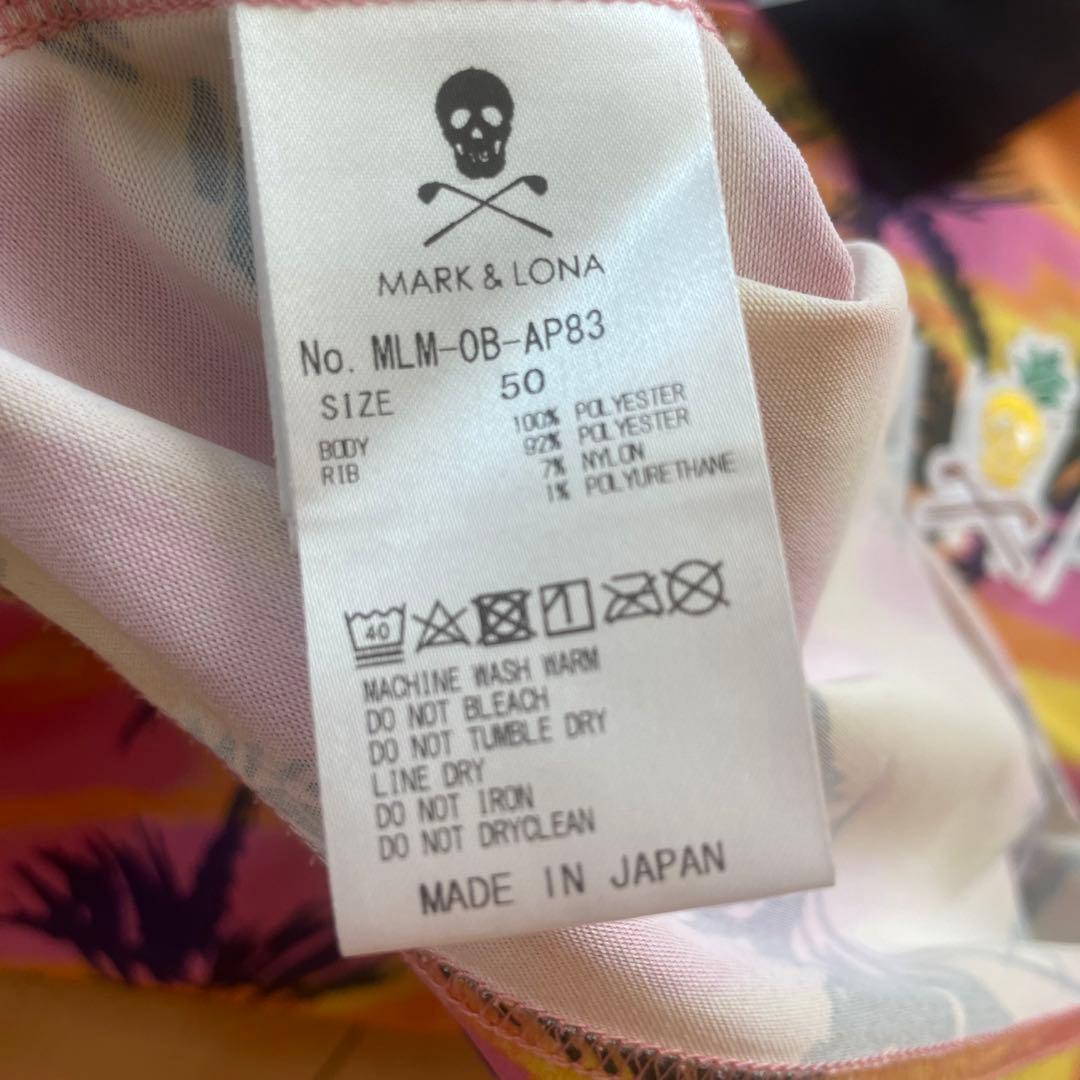 MARK & LONA
No. MLM-0B-AP83
SIZE 50
BODY 100% POLYESTER
RIB 92% POLYESTER
7% NYLON
1% POLYURETHANE
40
MACHINE WASH WARM
DO NOT BLEACH
DO NOT TUMBLE DRY
LINE DRY
DO NOT IRON
DO NOT DRYCLEAN
MADE IN JAPAN